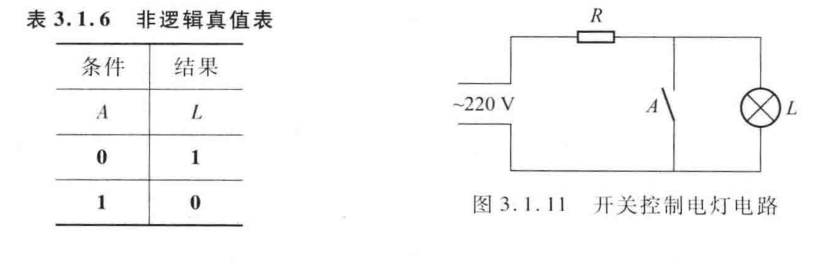 表 3.1.6 非逻辑真值表
条件 结果
A L
0 1
1 0
R
~220 V
A
L
图 3.1.11 开关控制电灯电路